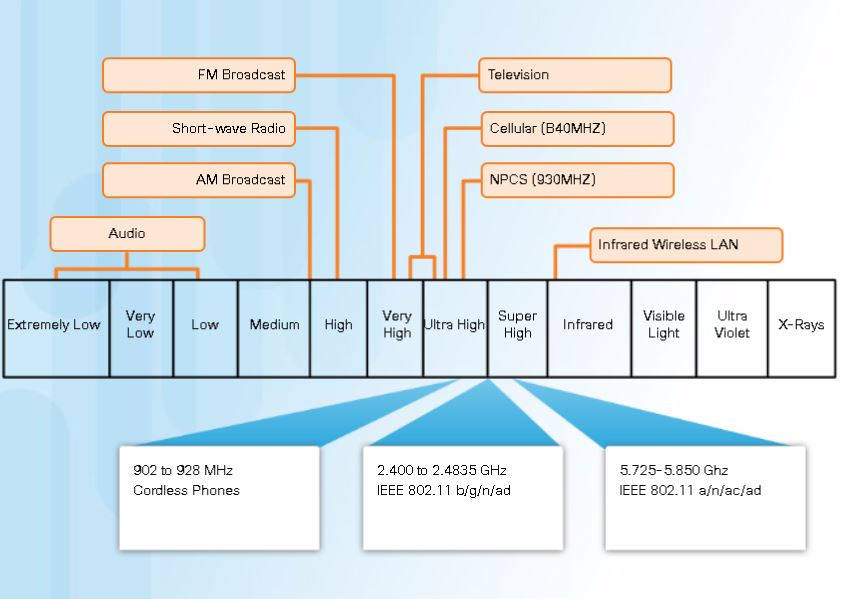 FM Broadcast
Television
Short-wave Radio
Cellular (B40MHZ)
AM Broadcast
NPCS (930MHZ)
Audio
Infrared Wireless LAN
Extremely Low
Very
Low
Low
Medium
High
Very
High
Ultra High
Super
High
Infrared
Visible
Light
Ultra
Violet
X-Rays
902 to 928 MHz
Cordless Phones
2.400 to 2.4835 GHz
IEEE 802.11 b/g/n/ad
5.725-5.850 Ghz
IEEE 802.11 a/n/ac/ad